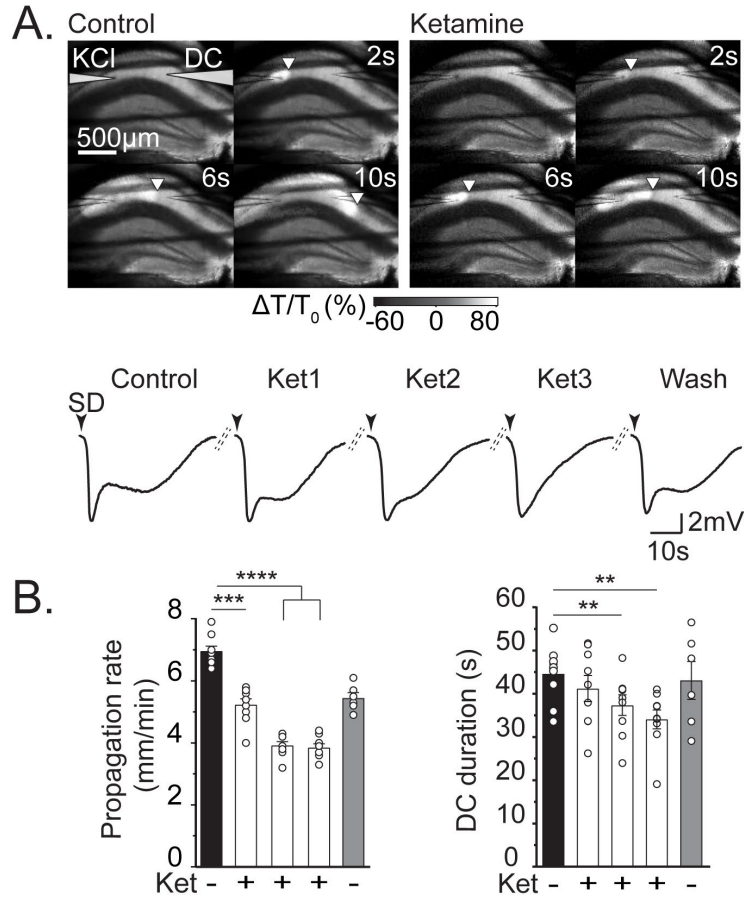 A.
Control
Ketamine
KCl DC
500µm
2s
2s
6s
10s
6s
10s
ΔT/T0 (%)
-60 0 80
Control Ket1 Ket2 Ket3 Wash
SD
2mV
10s
B.
****
***
Propagation rate
(mm/min)
8
6
4
2
0
Ket - + + + -
**
**
DC duration (s)
60
50
40
30
20
10
0
Ket - + + + -